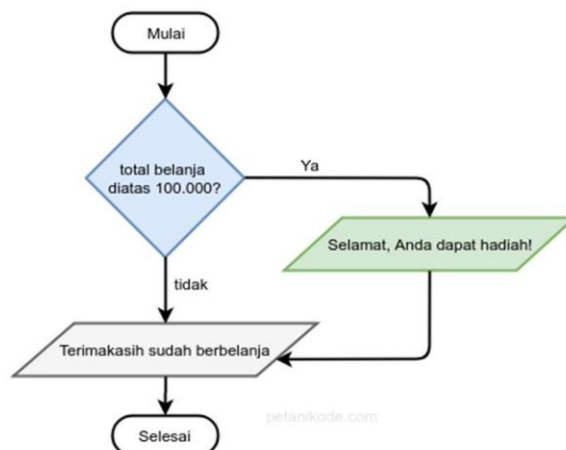 Mulai
total belanja
diatas 100.000?
Ya
Selamat, Anda dapat hadiah!
tidak
Terimakasih sudah berbelanja
petanikode.com
Selesai